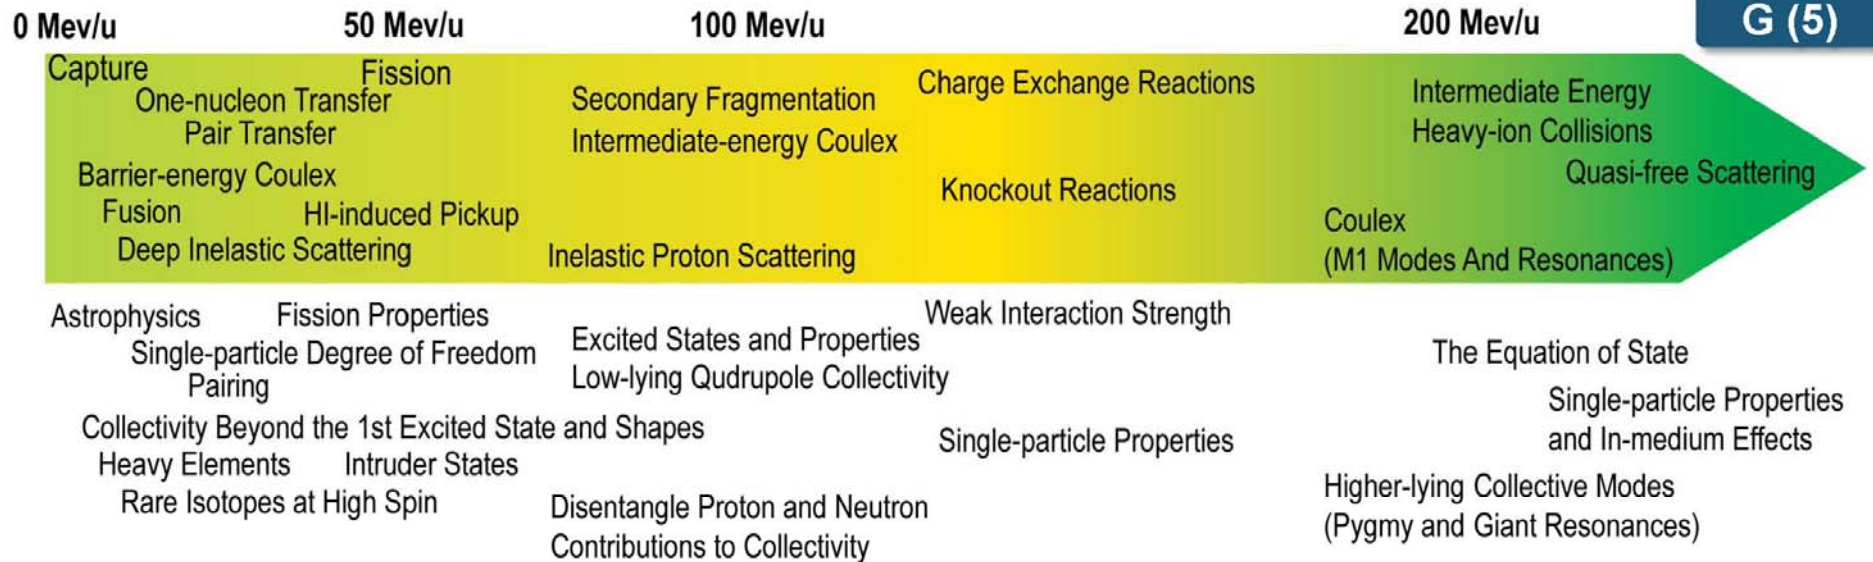 0 Mev/u
50 Mev/u
100 Mev/u
200 Mev/u
G (5)
Capture
Fission
One-nucleon Transfer
Pair Transfer
Barrier-energy Coulex
Fusion
HI-induced Pickup
Deep Inelastic Scattering
Secondary Fragmentation
Intermediate-energy Coulex
Inelastic Proton Scattering
Charge Exchange Reactions
Knockout Reactions
Intermediate Energy
Heavy-ion Collisions
Quasi-free Scattering
Coulex
(M1 Modes And Resonances)
Astrophysics
Fission Properties
Single-particle Degree of Freedom
Pairing
Collectivity Beyond the 1st Excited State and Shapes
Heavy Elements
Intruder States
Rare Isotopes at High Spin
Excited States and Properties
Low-lying Qudrupole Collectivity
Disentangle Proton and Neutron
Contributions to Collectivity
Weak Interaction Strength
Single-particle Properties
The Equation of State
Single-particle Properties
and In-medium Effects
Higher-lying Collective Modes
(Pygmy and Giant Resonances)